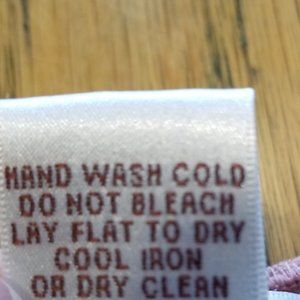 HAND WASH COLD
DO NOT BLEACH
LAY FLAT TO DRY
COOL IRON
OR DRY CLEAN